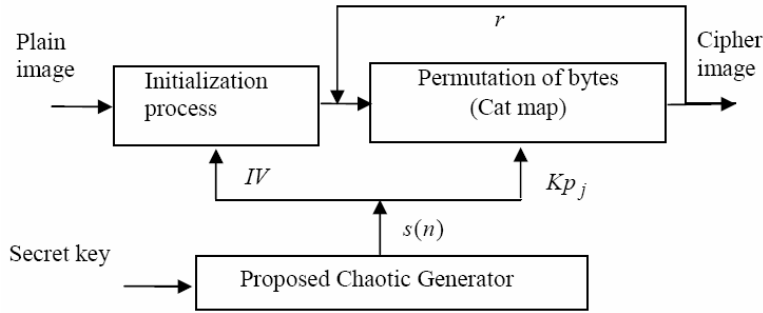 r
Plain
image
Initialization
process
Permutation of bytes
(Cat map)
Cipher
image
IV
Kp j
s(n)
Secret key
Proposed Chaotic Generator